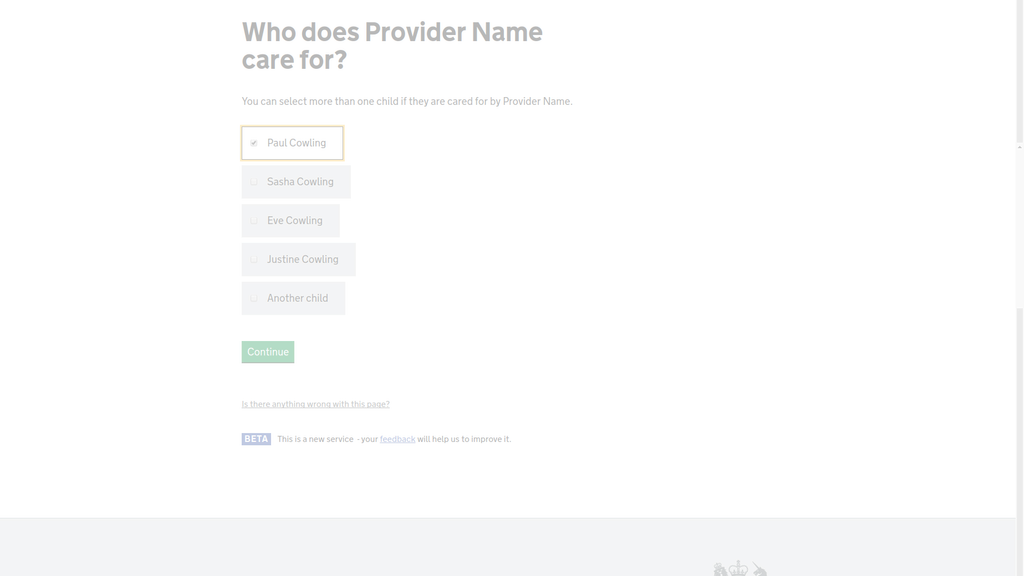 Who does Provider Name
care for?
You can select more than one child if they are cared for by Provider Name.
Paul Cowling
Sasha Cowling
Eve Cowling
Justine Cowling
Another child
Continue
Is there anything wrong with this page?
BETA This is a new service - your feedback will help us to improve it.